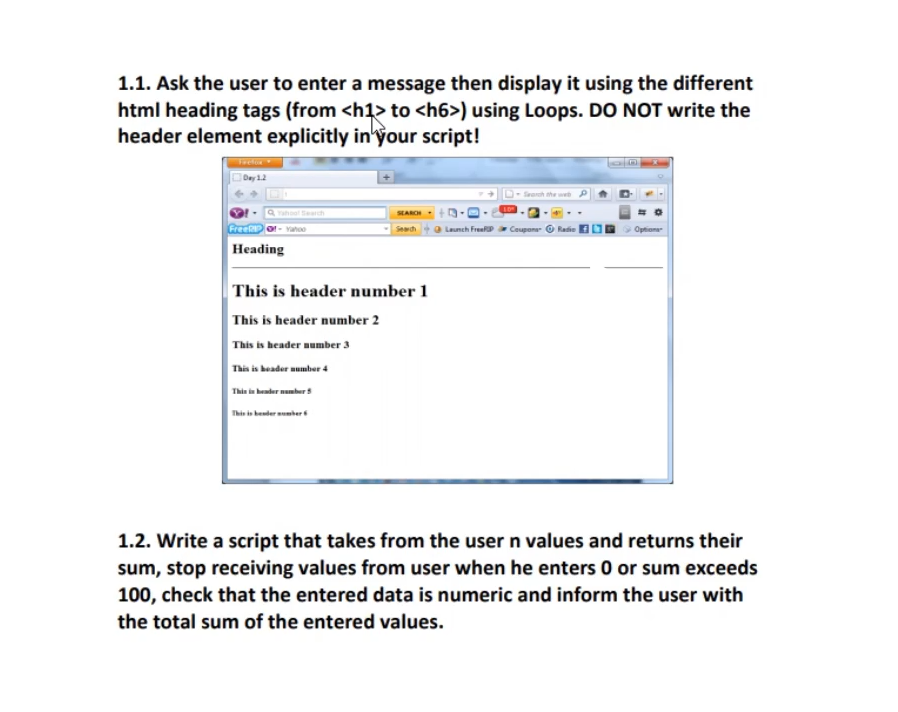 1.1. Ask the user to enter a message then display it using the different
html heading tags (from <h1> to <h6>) using Loops. DO NOT write the
header element explicitly in your script!
Firefox
Day 1.2
Search the web
Yahoo! Search
SEARCH
FreeRIP
Yahoo
Search
Launch FreeRIP
Coupons
Radio
Options
Heading
This is header number 1
This is header number 2
This is header number 3
This is header number 4
This is header number 5
This is header number 6
1.2. Write a script that takes from the user n values and returns their
sum, stop receiving values from user when he enters 0 or sum exceeds
100, check that the entered data is numeric and inform the user with
the total sum of the entered values.